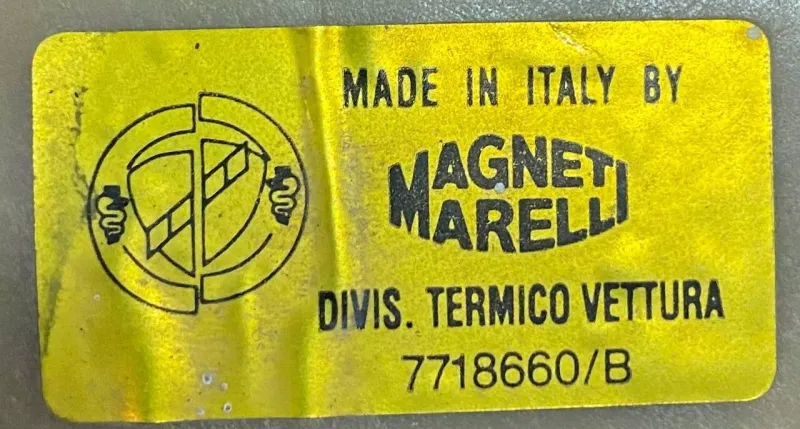 MADE IN ITALY BY
MAGNETI
MARELLI
DIVIS. TERMICO VETTURA
7718660/B